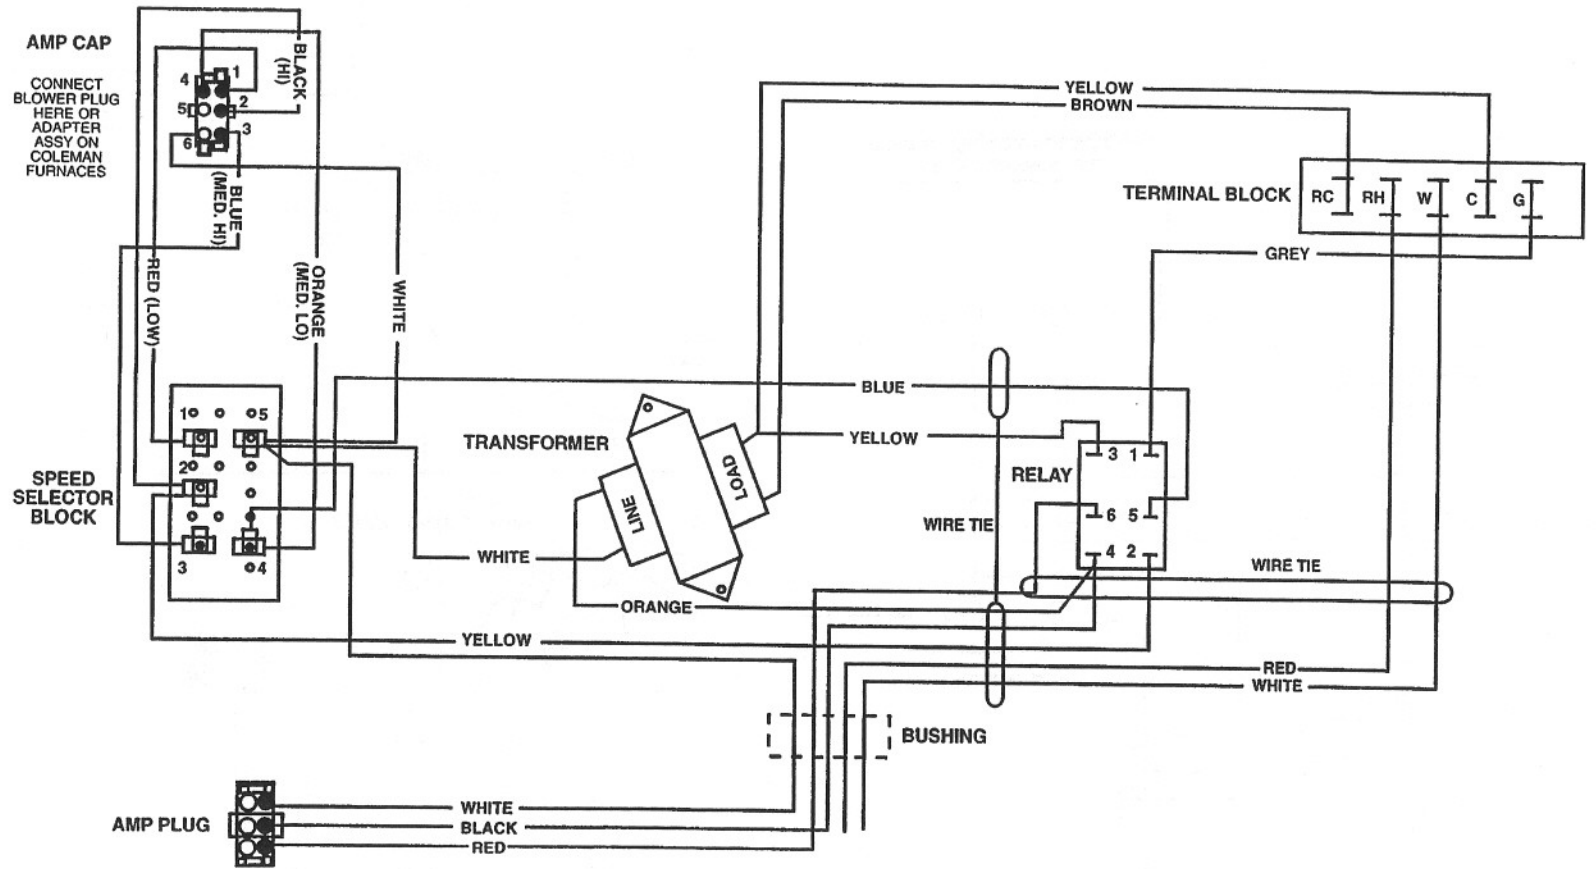 AMP CAP
CONNECT
BLOWER PLUG
HERE OR
ADAPTER
ASSY ON
COLEMAN
FURNACES
4
1
5
2
6
3
BLACK
(HI)
BLUE
(MED. HI)
RED (LOW)
ORANGE
(MED. LO)
WHITE
YELLOW
BROWN
TERMINAL BLOCK
RC
RH
W
C
G
GREY
BLUE
TRANSFORMER
LOAD
LINE
YELLOW
RELAY
3
1
6
5
4
2
WIRE TIE
WIRE TIE
SPEED
SELECTOR
BLOCK
1
5
2
3
4
WHITE
ORANGE
YELLOW
RED
WHITE
BUSHING
AMP PLUG
WHITE
BLACK
RED